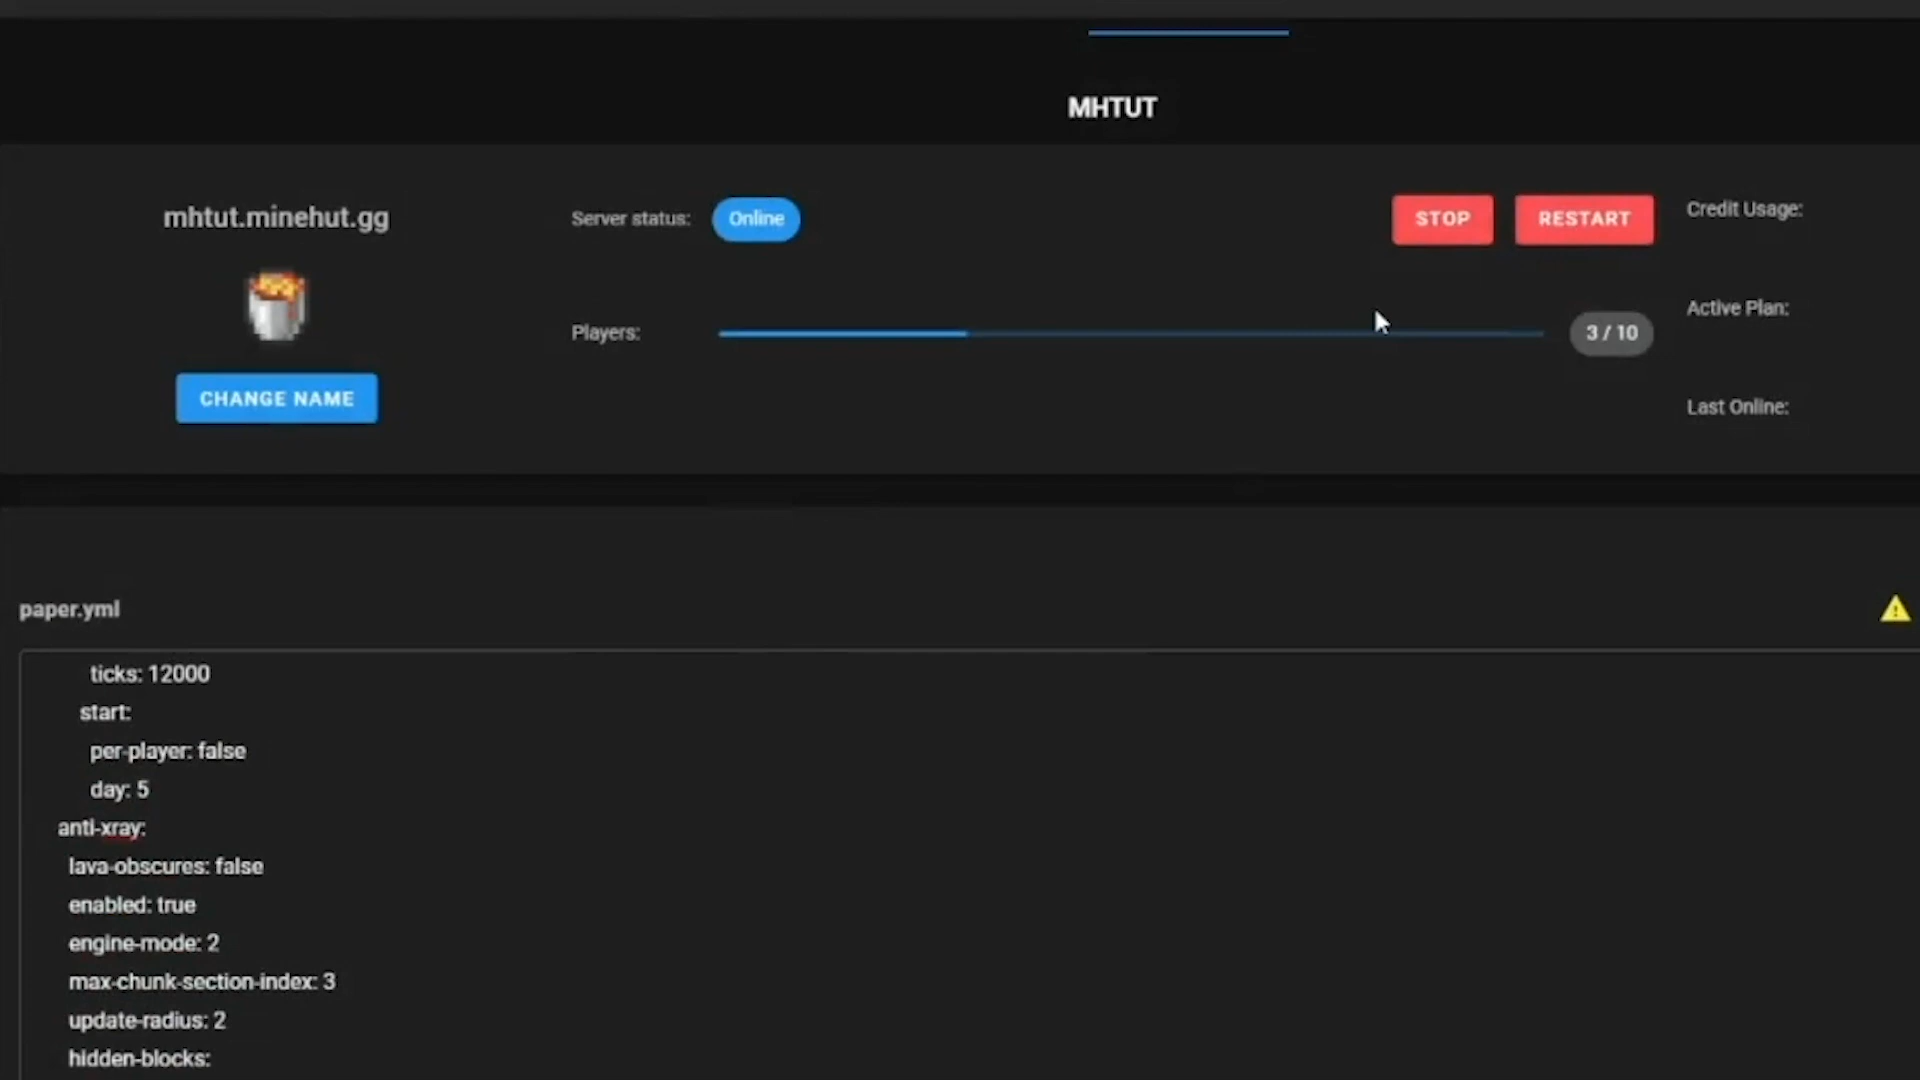 MHTUT
mhtut.minehut.gg
CHANGE NAME
Server status: Online
STOP RESTART
Players: 3 / 10
Credit Usage:
Active Plan:
Last Online:
paper.yml
ticks: 12000
start:
per-player: false
day: 5
anti-xray:
lava-obscures: false
enabled: true
engine-mode: 2
max-chunk-section-index: 3
update-radius: 2
hidden-blocks: